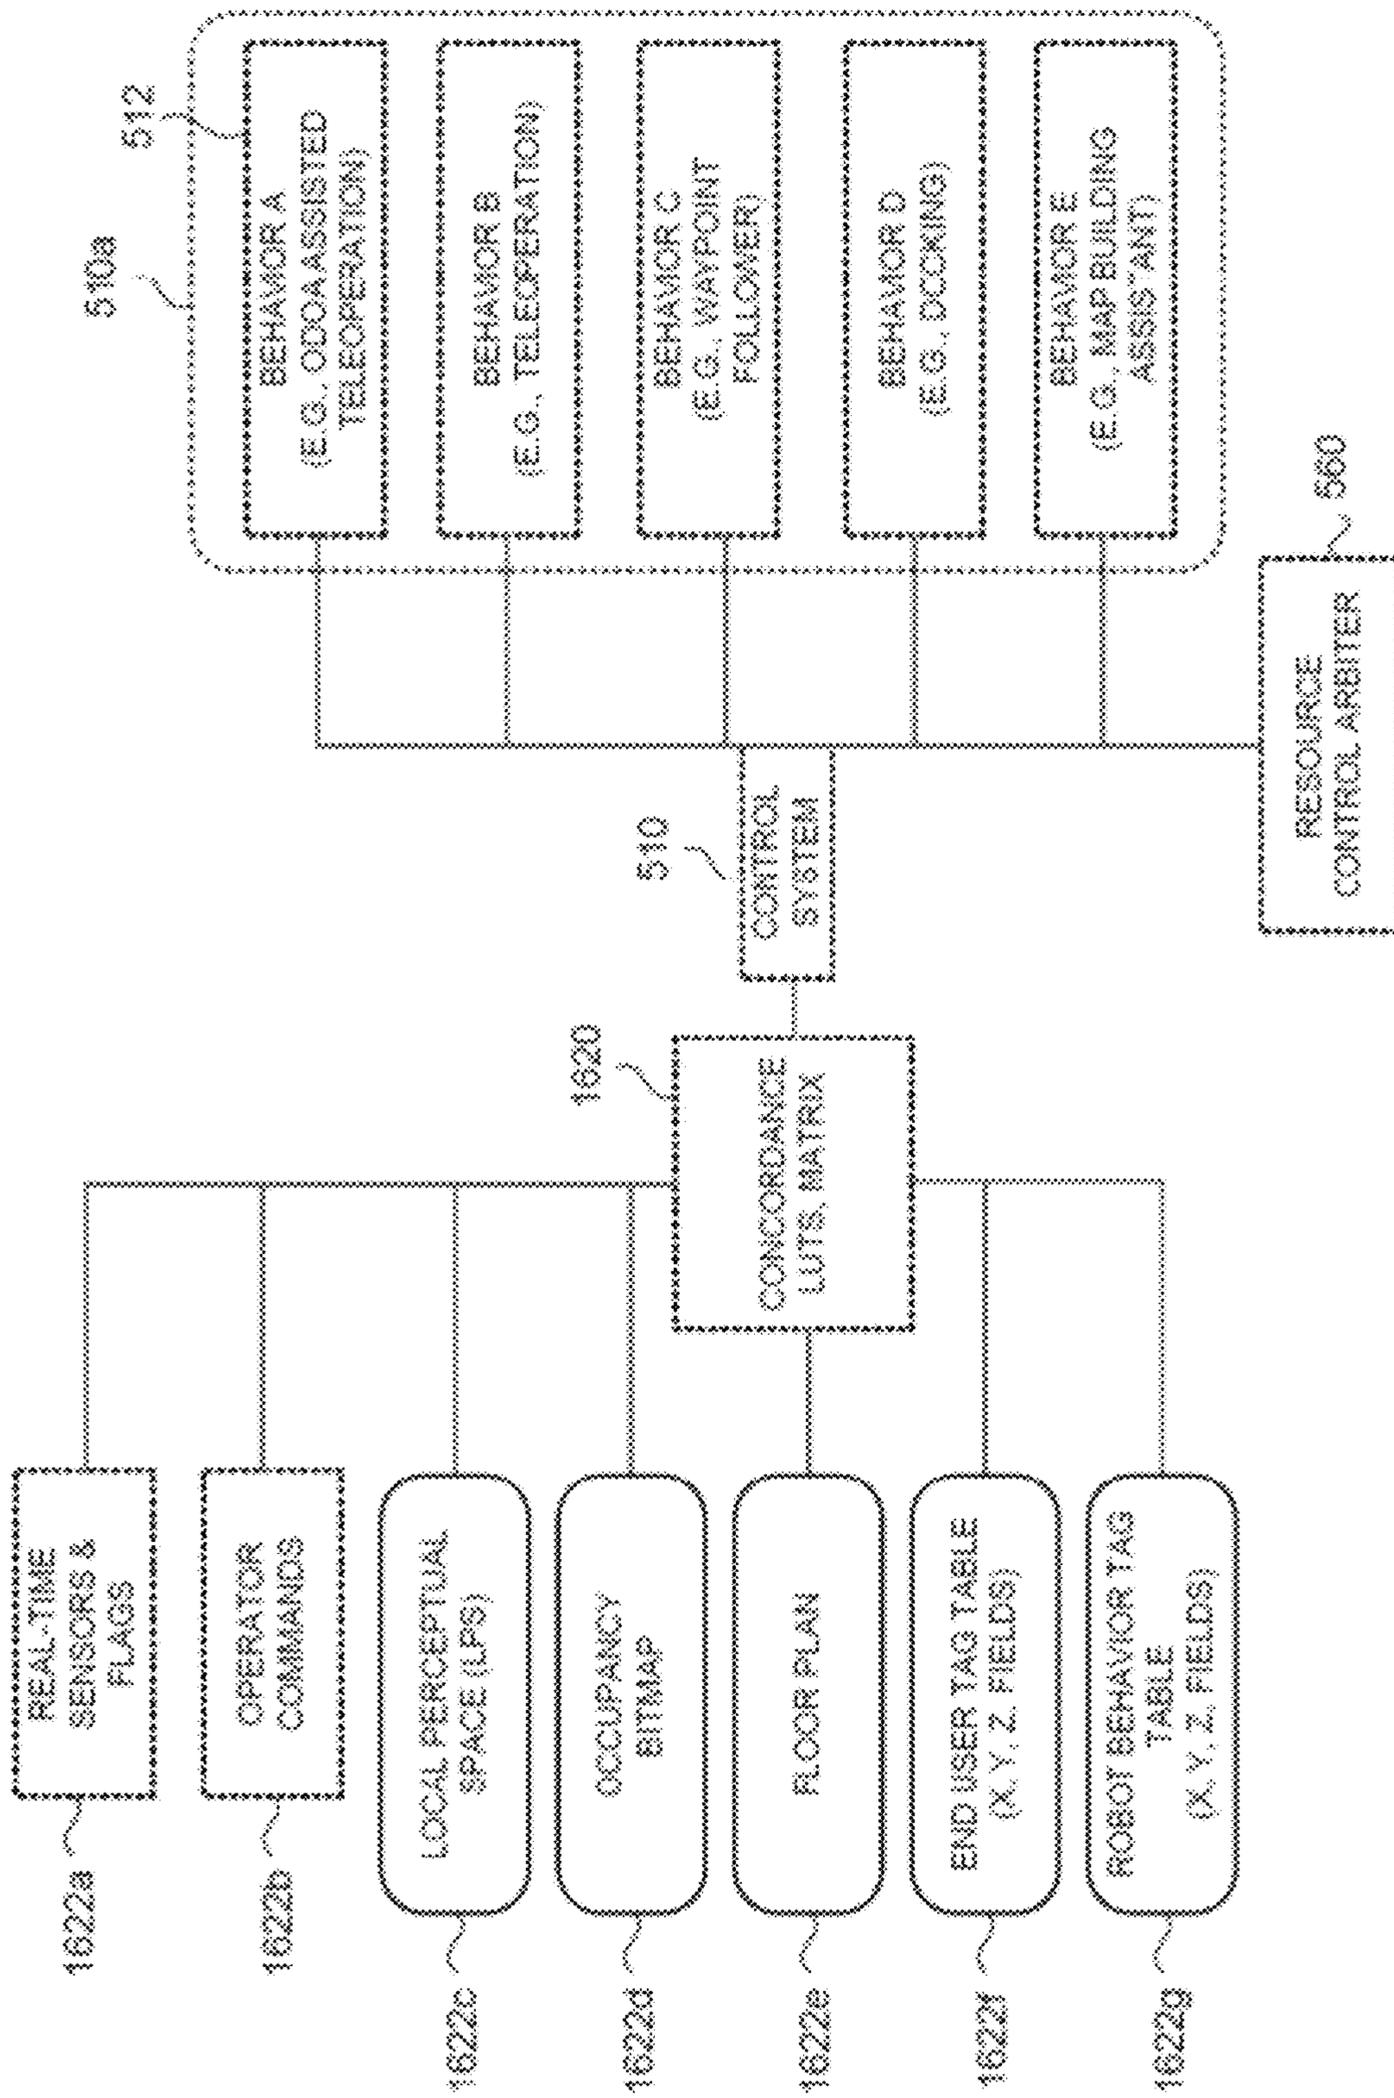 1622a
REAL-TIME
SENSORS &
FLAGS
1622b
OPERATOR
COMMANDS
1622c
LOCAL PERCEPTUAL
SPACE (LPS)
1622d
OCCUPANCY
BITMAP
1622e
FLOOR PLAN
1622f
END USER TAG TABLE
(X, Y, Z, FIELDS)
1622g
ROBOT BEHAVIOR TAG
TABLE
(X, Y, Z, FIELDS)
1620
CONCORDANCE
LUTS, MATRIX
510
CONTROL
SYSTEM
510a
512
BEHAVIOR A
(E.G., ODOA ASSISTED
TELEOPERATION)
BEHAVIOR B
(E.G., TELEOPERATION)
BEHAVIOR C
(E.G., WAYPOINT
FOLLOWER)
BEHAVIOR D
(E.G., DOCKING)
BEHAVIOR E
(E.G., MAP BUILDING
ASSISTANT)
560
RESOURCE
CONTROL ARBITER